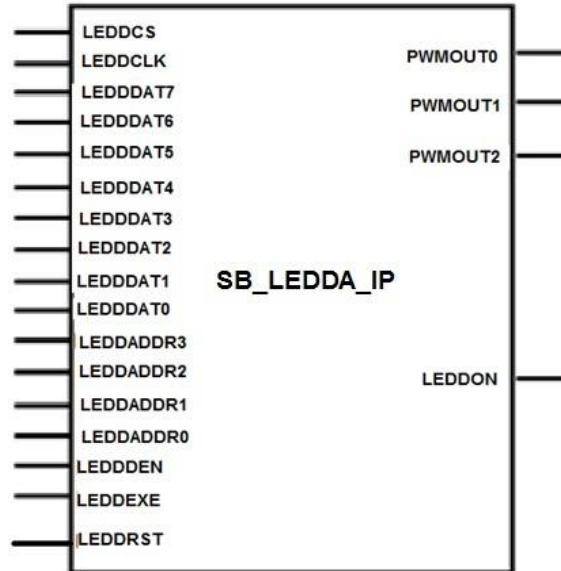 LEDDCS
LEDDCLK
LEDDDAT7
LEDDDAT6
LEDDDAT5
LEDDDAT4
LEDDDAT3
LEDDDAT2
LEDDDAT1
LEDDDAT0
LEDDADDR3
LEDDADDR2
LEDDADDR1
LEDDADDR0
LEDDDEN
LEDDEXE
LEDDRST
SB_LEDDA_IP
PWMOUT0
PWMOUT1
PWMOUT2
LEDDON